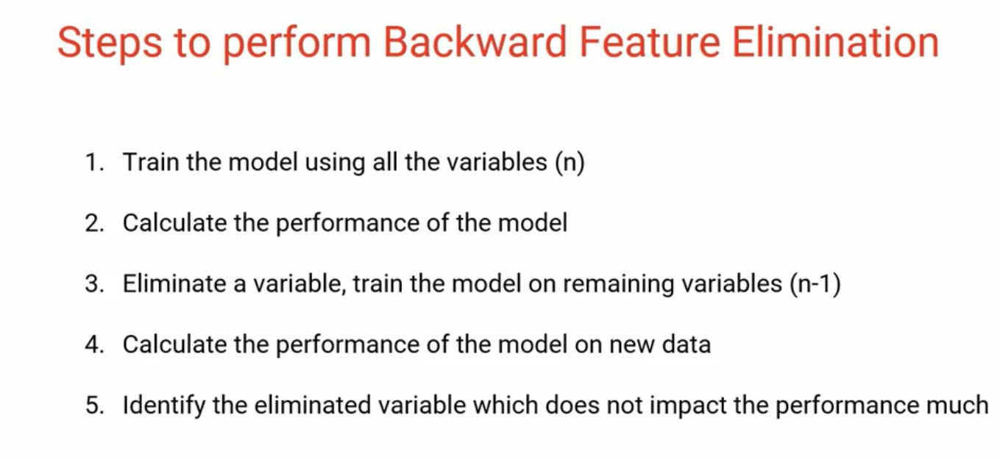 Steps to perform Backward Feature Elimination
1. Train the model using all the variables (n)
2. Calculate the performance of the model
3. Eliminate a variable, train the model on remaining variables (n-1)
4. Calculate the performance of the model on new data
5. Identify the eliminated variable which does not impact the performance much